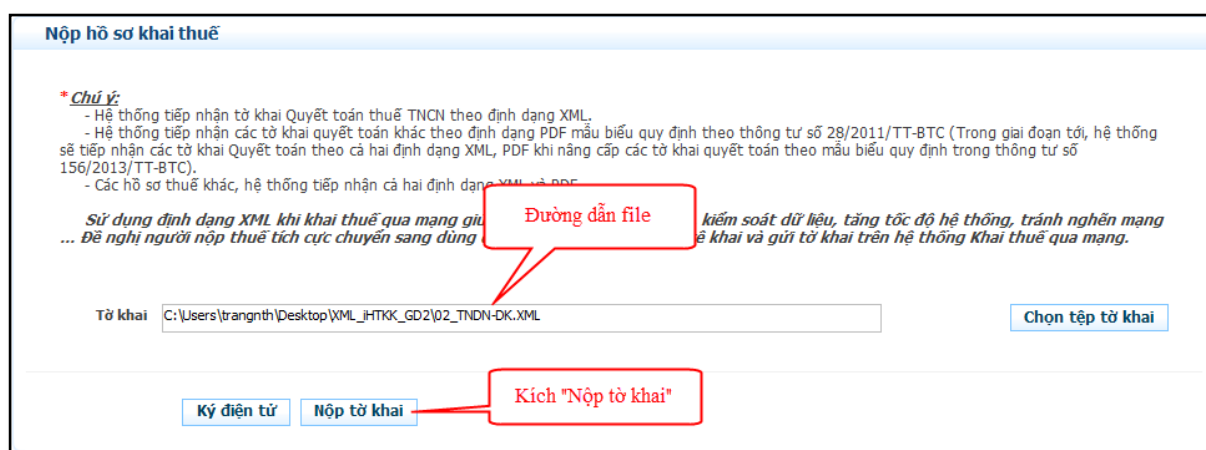 Nộp hồ sơ khai thuế
* Chú ý:
- Hệ thống tiếp nhận tờ khai Quyết toán thuế TNCN theo định dạng XML.
- Hệ thống tiếp nhận các tờ khai quyết toán khác theo định dạng PDF mẫu biểu quy định theo thông tư số 28/2011/TT-BTC (Trong giai đoạn tới, hệ thống
sẽ tiếp nhận các tờ khai Quyết toán theo cả hai định dạng XML, PDF khi nâng cấp các tờ khai quyết toán theo mẫu biểu quy định trong thông tư số
156/2013/TT-BTC).
- Các hồ sơ thuế khác, hệ thống tiếp nhận cả hai định dạng XML và PDF
Sử dụng định dạng XML khi khai thuế qua mạng kiểm soát dữ liệu, tăng tốc độ hệ thống, tránh nghẽn mạng
... Đề nghị người nộp thuế tích cực chuyển sang dùng khai và gửi tờ khai trên hệ thống Khai thuế qua mạng.
Đường dẫn file
Tờ khai C:\Users\trangnth\Desktop\XML_iHTKK_GD2\02_TNDN-DK.XML Chọn tệp tờ khai
Ký điện tử Nộp tờ khai Kích "Nộp tờ khai"